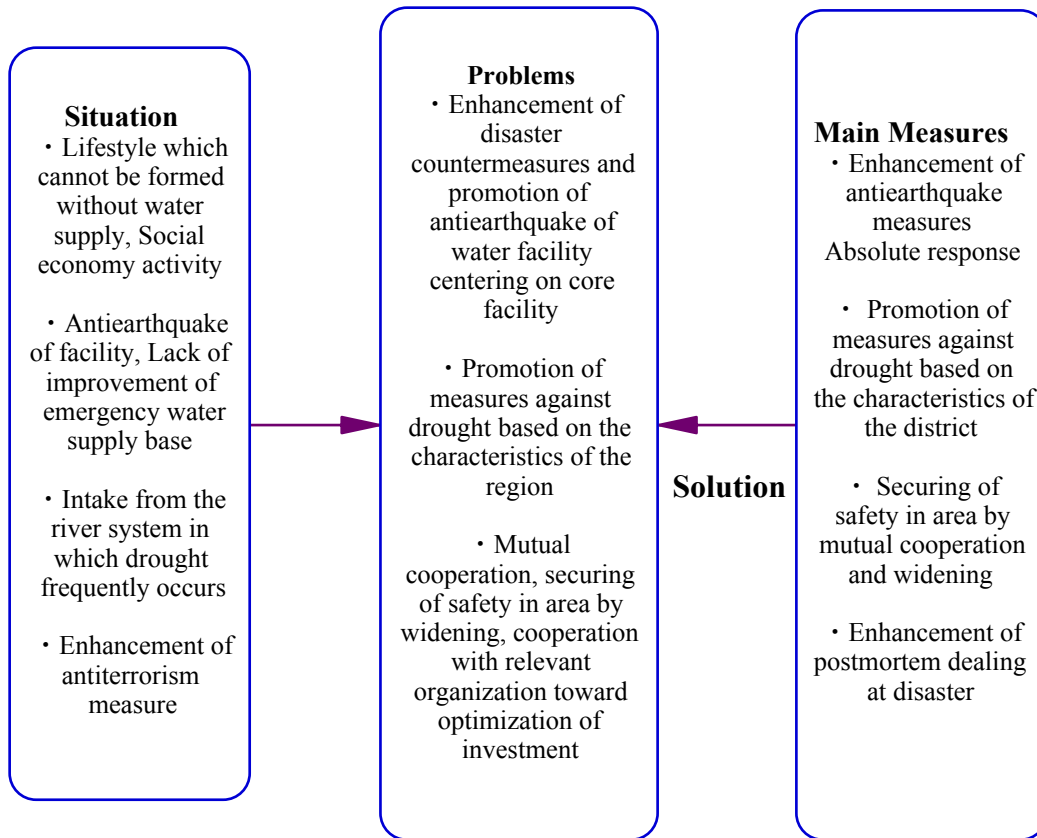 Situation
・Lifestyle which
cannot be formed
without water
supply, Social
economy activity
・Antiearthquake
of facility, Lack of
improvement of
emergency water
supply base
・Intake from the
river system in
which drought
frequently occurs
・Enhancement of
antiterrorism
measure
Problems
・Enhancement of
disaster
countermeasures and
promotion of
antiearthquake of
water facility
centering on core
facility
・Promotion of
measures against
drought based on the
characteristics of the
region
・Mutual
cooperation, securing
of safety in area by
widening, cooperation
with relevant
organization toward
optimization of
investment
Solution
Main Measures
・Enhancement of
antiearthquake
measures
Absolute response
・ Promotion of
measures against
drought based on
the characteristics of
the district
・Securing of
safety in area by
mutual cooperation
and widening
・Enhancement of
postmortem dealing
at disaster